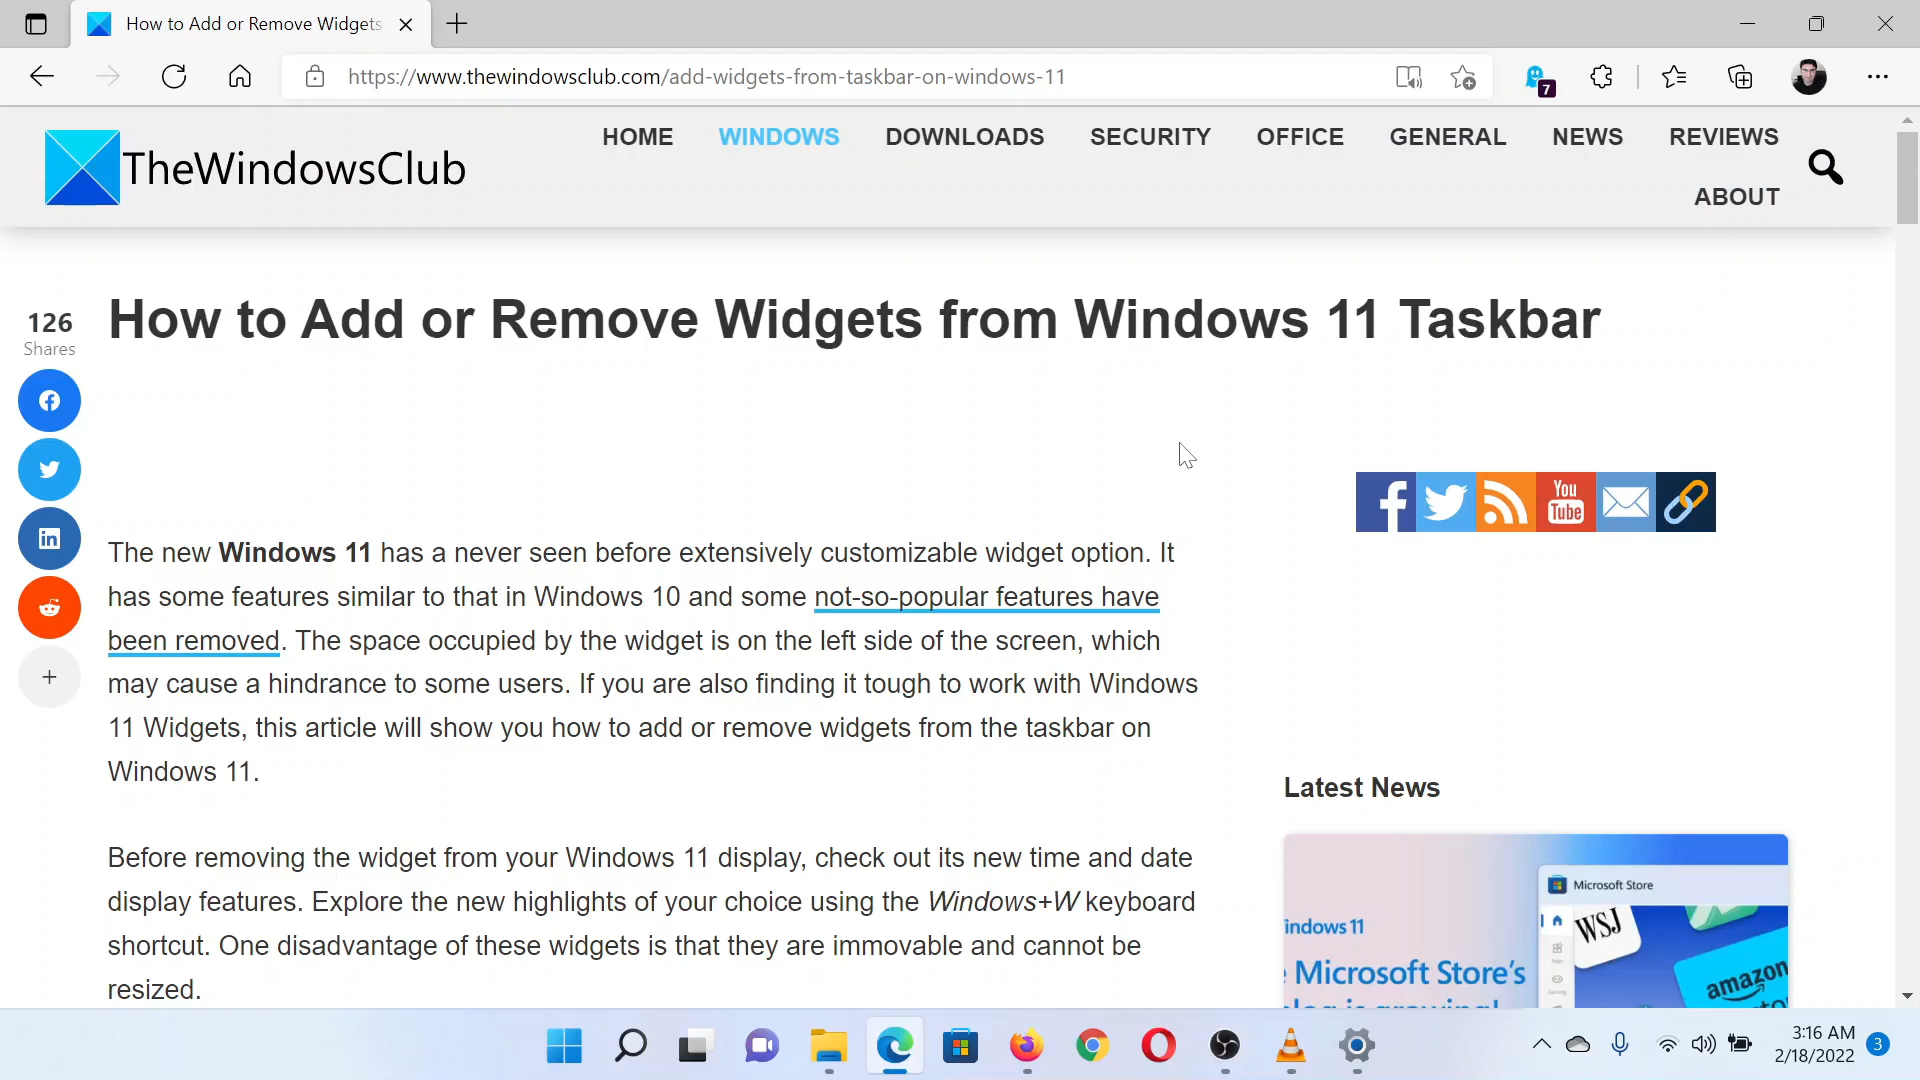 How to Add or Remove Widgets
https://www.thewindowsclub.com/add-widgets-from-taskbar-on-windows-11
7
TheWindowsClub
HOME WINDOWS DOWNLOADS SECURITY OFFICE GENERAL NEWS REVIEWS
ABOUT
How to Add or Remove Widgets from Windows 11 Taskbar
126
Shares
You
Tube
The new Windows 11 has a never seen before extensively customizable widget option. It
has some features similar to that in Windows 10 and some not-so-popular features have
been removed. The space occupied by the widget is on the left side of the screen, which
may cause a hindrance to some users. If you are also finding it tough to work with Windows
11 Widgets, this article will show you how to add or remove widgets from the taskbar on
Windows 11.
Before removing the widget from your Windows 11 display, check out its new time and date
display features. Explore the new highlights of your choice using the Windows+W keyboard
shortcut. One disadvantage of these widgets is that they are immovable and cannot be
resized.
Latest News
Microsoft Store
WSJ
indows 11
Microsoft Store's
amazon
3:16 AM
2/18/2022
3